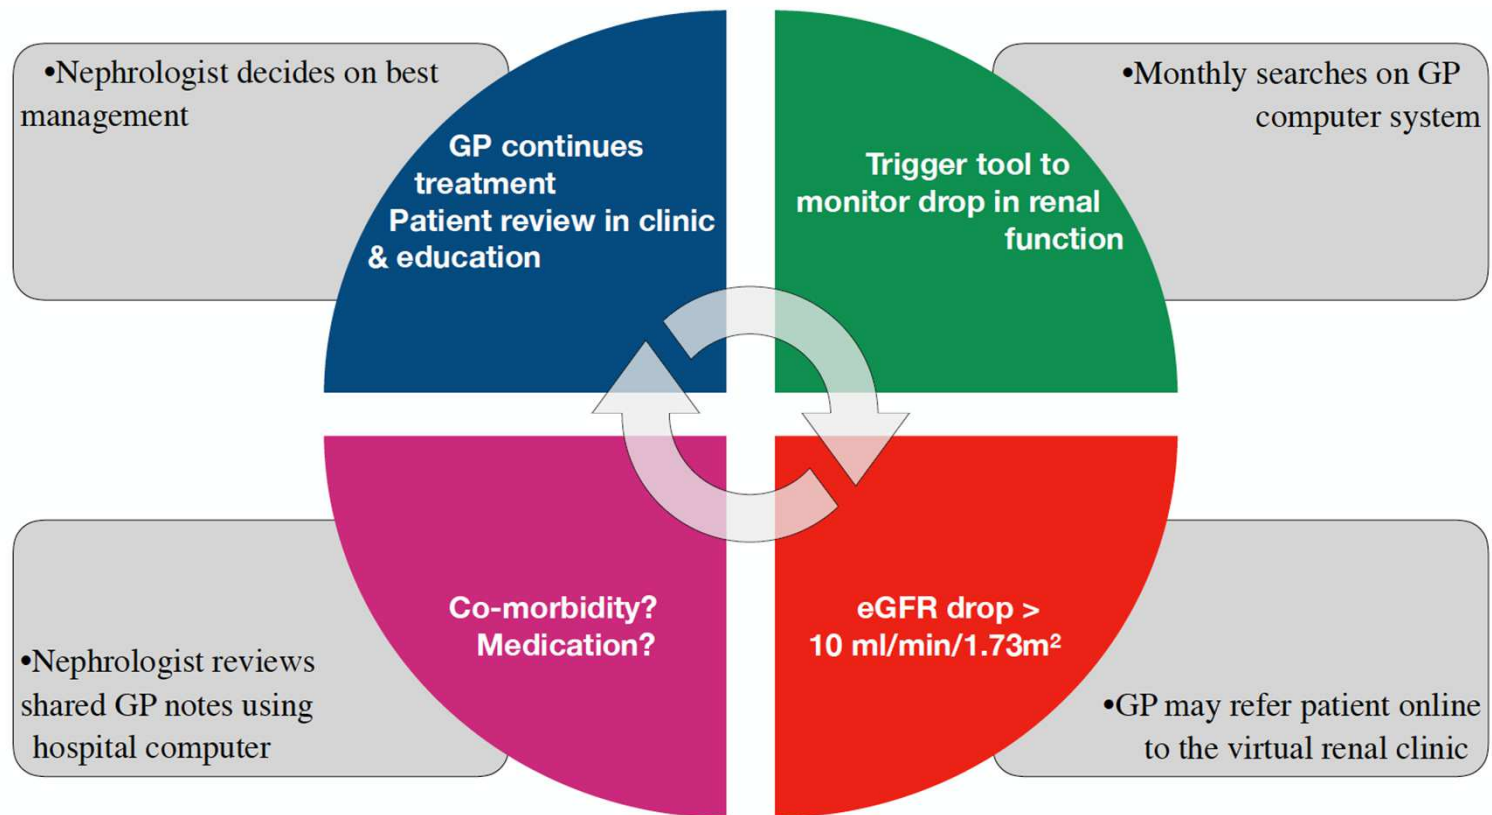 •Nephrologist decides on best
management
GP continues
treatment
Patient review in clinic
& education
Trigger tool to
monitor drop in renal
function
•Monthly searches on GP
computer system
•Nephrologist reviews
shared GP notes using
hospital computer
Co-morbidity?
Medication?
eGFR drop >
10 ml/min/1.73m²
•GP may refer patient online
to the virtual renal clinic